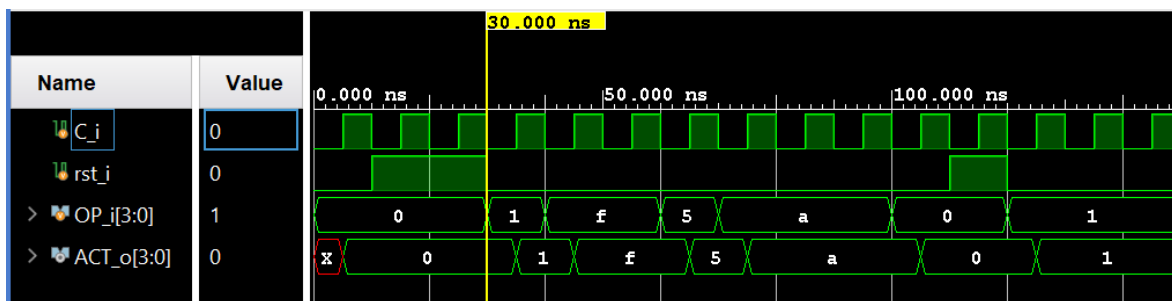 30.000 ns
Name Value
0.000 ns 50.000 ns 100.000 ns
C_i 0
rst_i 0
OP_i[3:0] 1 0 1 f 5 a 0 1
ACT_o[3:0] 0 X 0 1 f 5 a 0 1